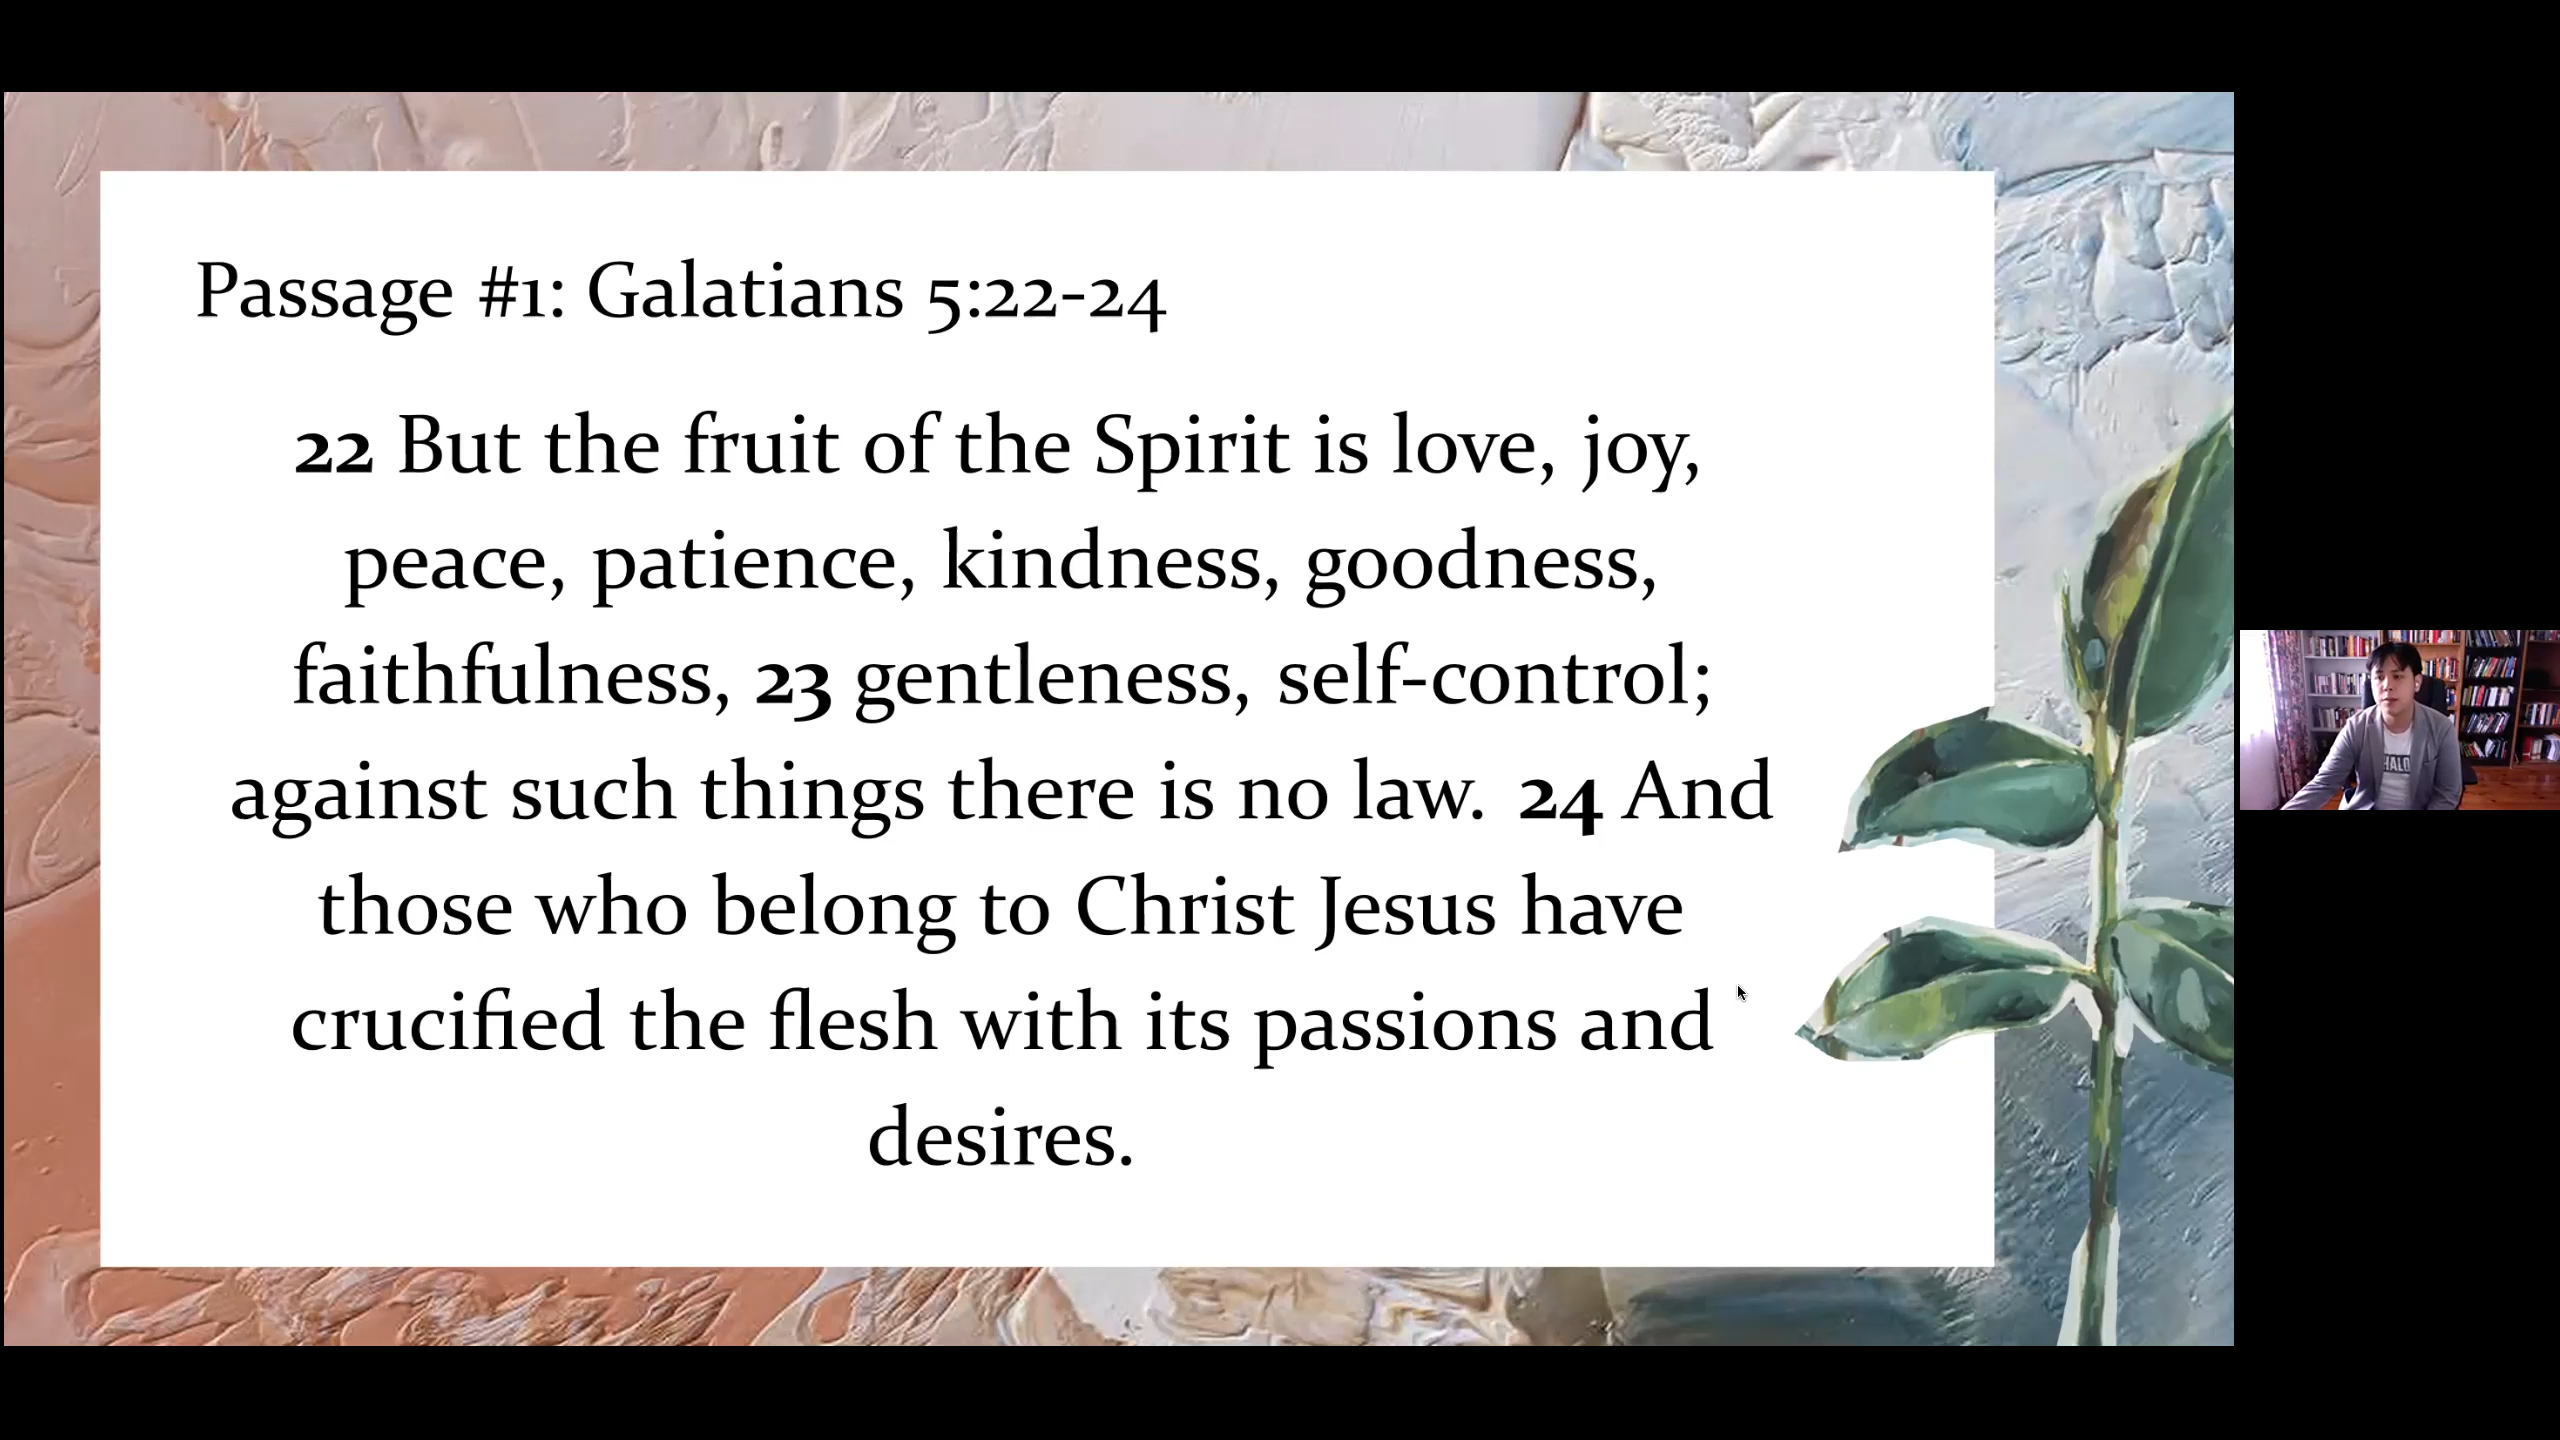 Passage #1: Galatians 5:22-24
22 But the fruit of the Spirit is love, joy,
peace, patience, kindness, goodness,
faithfulness, 23 gentleness, self-control;
against such things there is no law. 24 And
those who belong to Christ Jesus have
crucified the flesh with its passions and
desires.